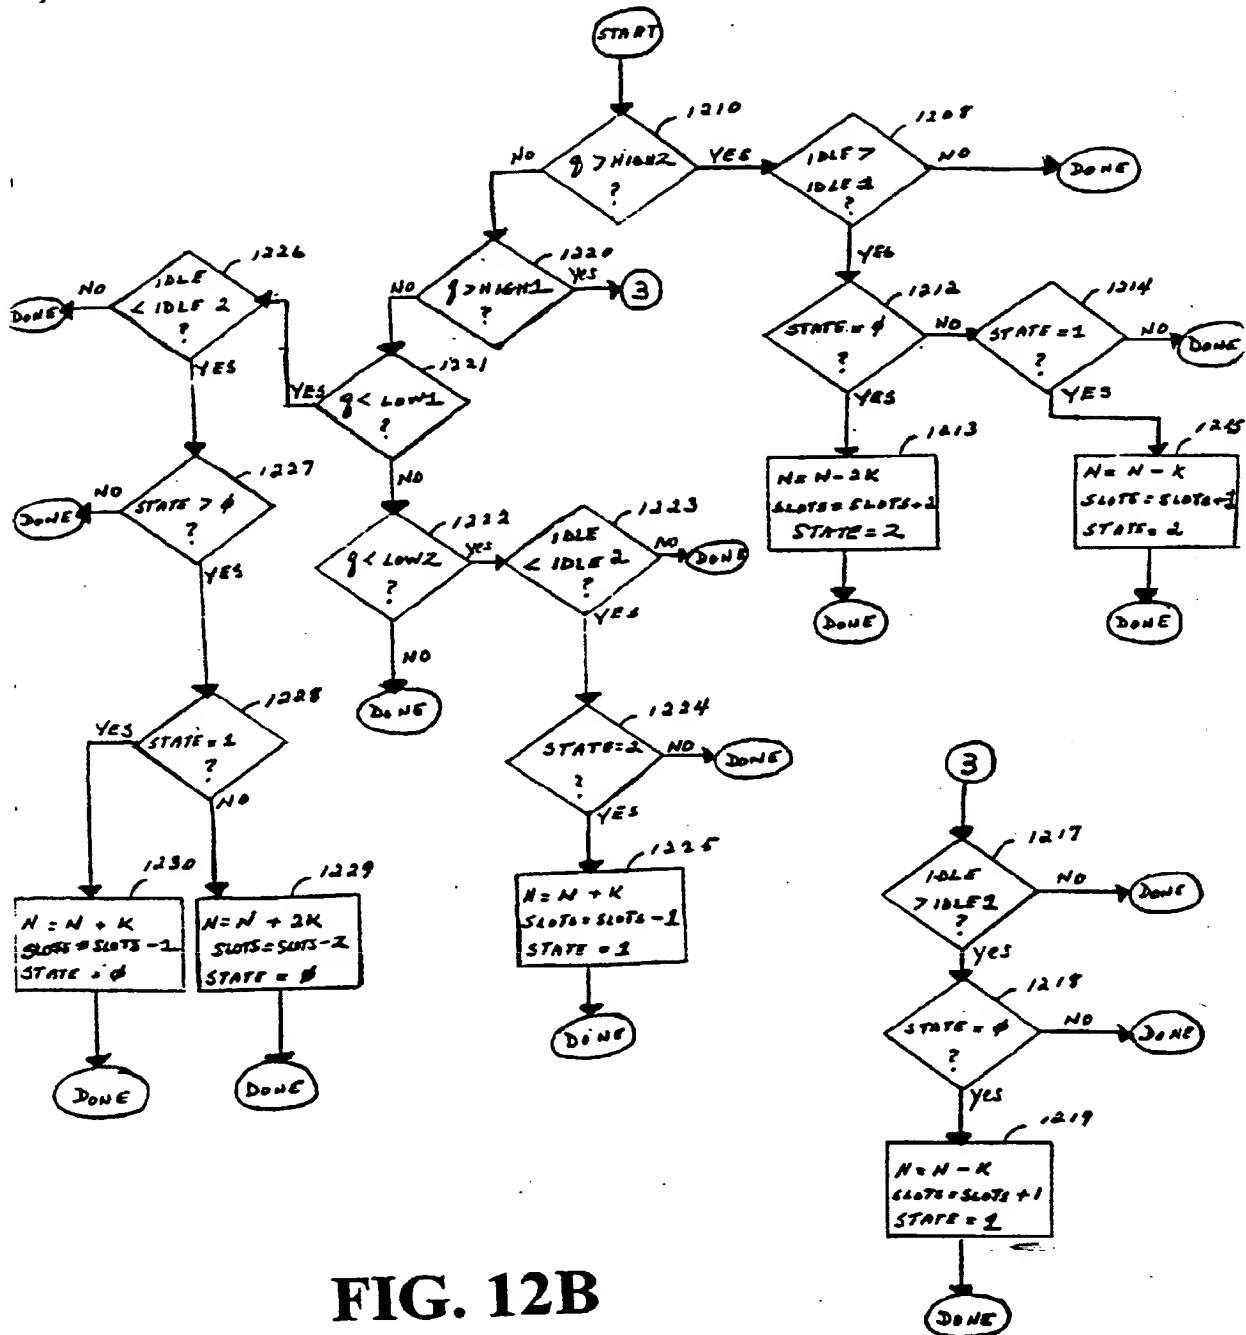 START
1210
q > HIGH2
?
NO
YES
1208
IDLE >
IDLE 1
?
NO
DONE
YES
1220
q > HIGH1
?
NO
yes
3
1226
IDLE
< IDLE 2
?
NO
DONE
YES
1212
STATE = φ
?
NO
YES
1214
STATE = 1
?
NO
DONE
YES
1221
q < LOW1
?
YES
NO
1213
N = N - 2K
SLOTS = SLOTS + 2
STATE = 2
DONE
1215
N = N - K
SLOTS = SLOTS + 1
STATE = 2
DONE
1227
STATE > φ
?
NO
DONE
YES
1222
q < LOW2
?
yes
NO
DONE
1223
IDLE
< IDLE 2
?
NO
DONE
YES
1228
STATE = 1
?
YES
NO
1224
STATE = 2
?
NO
DONE
YES
3
1217
IDLE
> IDLE 1
?
NO
DONE
yes
1230
N = N + K
SLOTS = SLOTS - 1
STATE = φ
DONE
1229
N = N + 2K
SLOTS = SLOTS - 2
STATE = φ
DONE
1225
N = N + K
SLOTS = SLOTS - 1
STATE = 1
DONE
1218
STATE = φ
?
NO
DONE
yes
1219
N = N - K
SLOTS = SLOTS + 1
STATE = 1
DONE
FIG. 12B